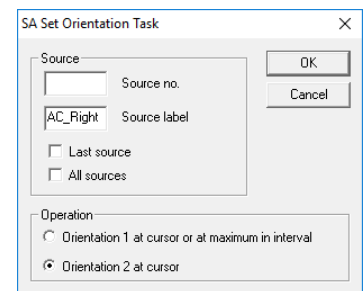 SA Set Orientation Task
Source
OK
Source no.
Cancel
AC_Right Source label
Last source
All sources
Operation
Orientation 1 at cursor or at maximum in interval
Orientation 2 at cursor